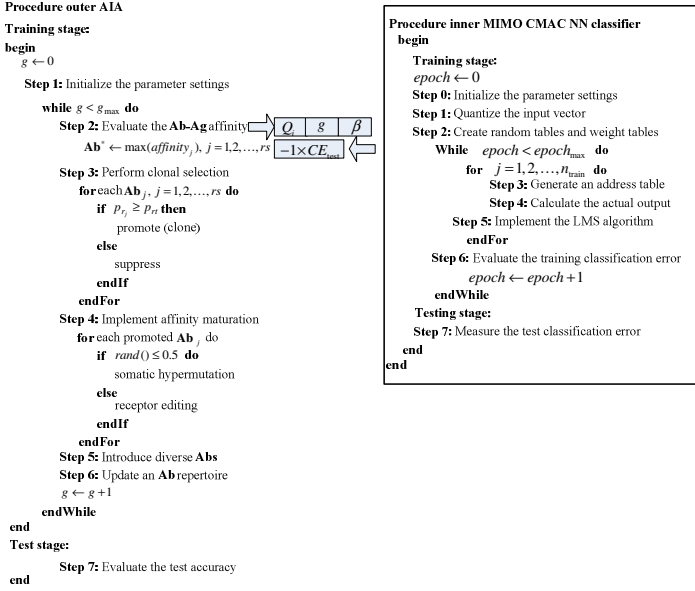 Procedure outer AIA
Training stage:
begin
g ← 0
Step 1: Initialize the parameter settings
while g < g_max do
Step 2: Evaluate the Ab-Ag affinity
Q_i g β
Ab* ← max(affinity_j), j = 1,2,…,rs
−1×CE_test
Step 3: Perform clonal selection
for each Ab_j, j = 1,2,…,rs do
if p_rj ≥ p_rt then
promote (clone)
else
suppress
endIf
endFor
Step 4: Implement affinity maturation
for each promoted Ab_j do
if rand() ≤ 0.5 do
somatic hypermutation
else
receptor editing
endIf
endFor
Step 5: Introduce diverse Abs
Step 6: Update an Ab repertoire
g ← g+1
endWhile
end
Test stage:
Step 7: Evaluate the test accuracy
end
Procedure inner MIMO CMAC NN classifier
begin
Training stage:
epoch ← 0
Step 0: Initialize the parameter settings
Step 1: Quantize the input vector
Step 2: Create random tables and weight tables
While epoch < epoch_max do
for j = 1,2,…,n_train do
Step 3: Generate an address table
Step 4: Calculate the actual output
Step 5: Implement the LMS algorithm
endFor
Step 6: Evaluate the training classification error
epoch ← epoch +1
endWhile
Testing stage:
Step 7: Measure the test classification error
end
end